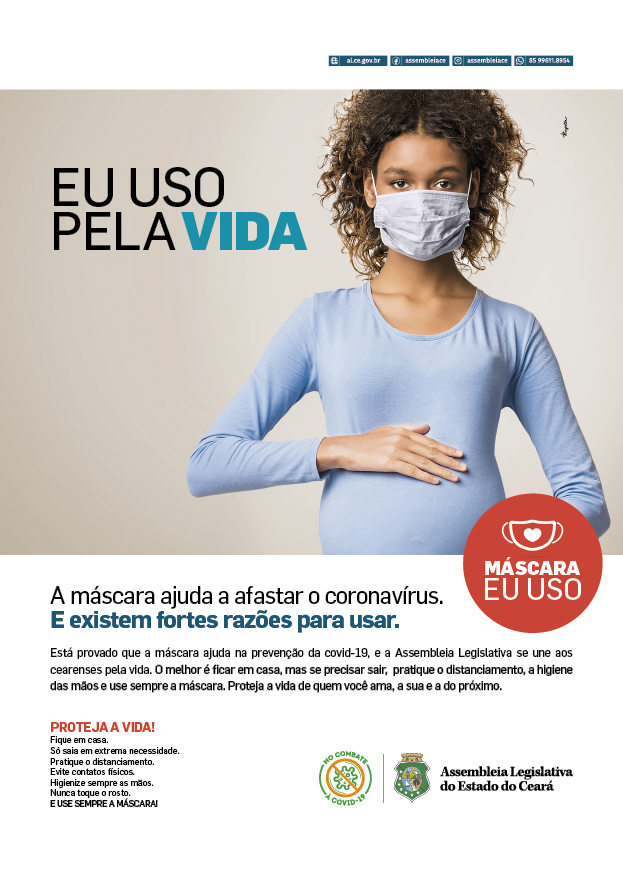 al.ce.gov.br assembleiace assembleiace 85 99611.8954
EU USO
PELA VIDA
MÁSCARA
EU USO
A máscara ajuda a afastar o coronavírus.
E existem fortes razões para usar.
Está provado que a máscara ajuda na prevenção da covid-19, e a Assembleia Legislativa se une aos
cearenses pela vida. O melhor é ficar em casa, mas se precisar sair, pratique o distanciamento, a higiene
das mãos e use sempre a máscara. Proteja a vida de quem você ama, a sua e a do próximo.
PROTEJA A VIDA!
Fique em casa.
Só saia em extrema necessidade.
Pratique o distanciamento.
Evite contatos físicos.
Higienize sempre as mãos.
Nunca toque o rosto.
E USE SEMPRE A MÁSCARA!
NO COMBATE
À COVID-19
Assembleia Legislativa
do Estado do Ceará